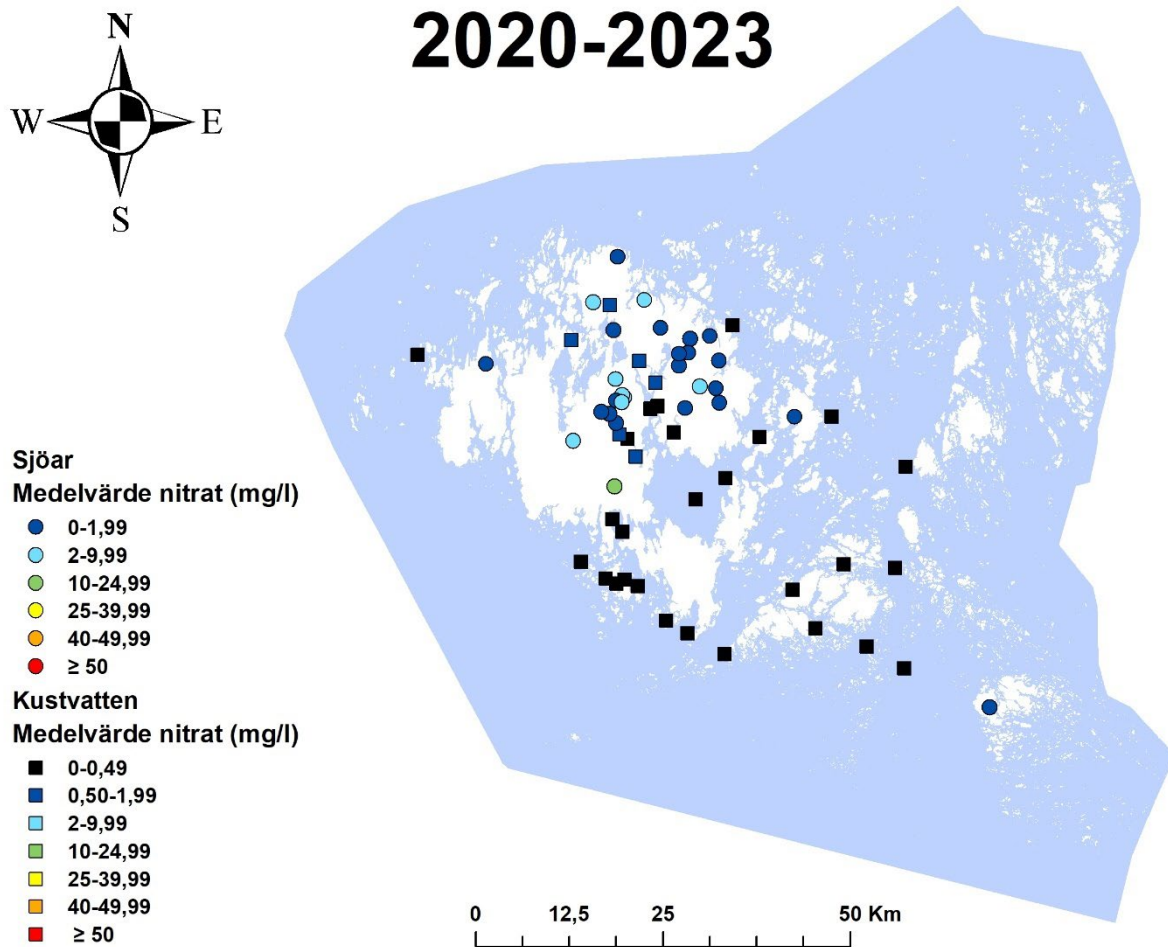 2020-2023
N
W E
S
Sjöar
Medelvärde nitrat (mg/l)
0-1,99
2-9,99
10-24,99
25-39,99
40-49,99
≥ 50
Kustvatten
Medelvärde nitrat (mg/l)
0-0,49
0,50-1,99
2-9,99
10-24,99
25-39,99
40-49,99
≥ 50
0 12,5 25 50 Km